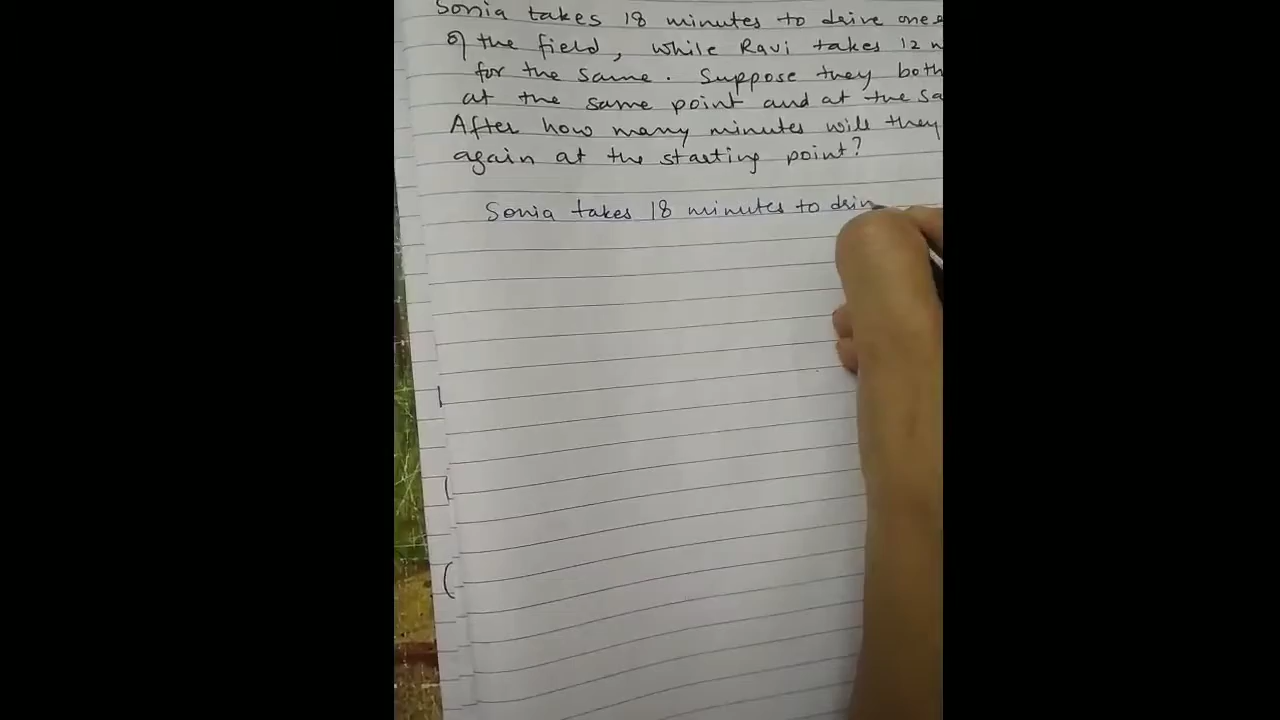 Sonia takes 18 minutes to drive one
of the field, while Ravi takes 12
for the same. Suppose they both
at the same point and at the
After how many minutes will they
again at the starting point?
Sonia takes 18 minutes to